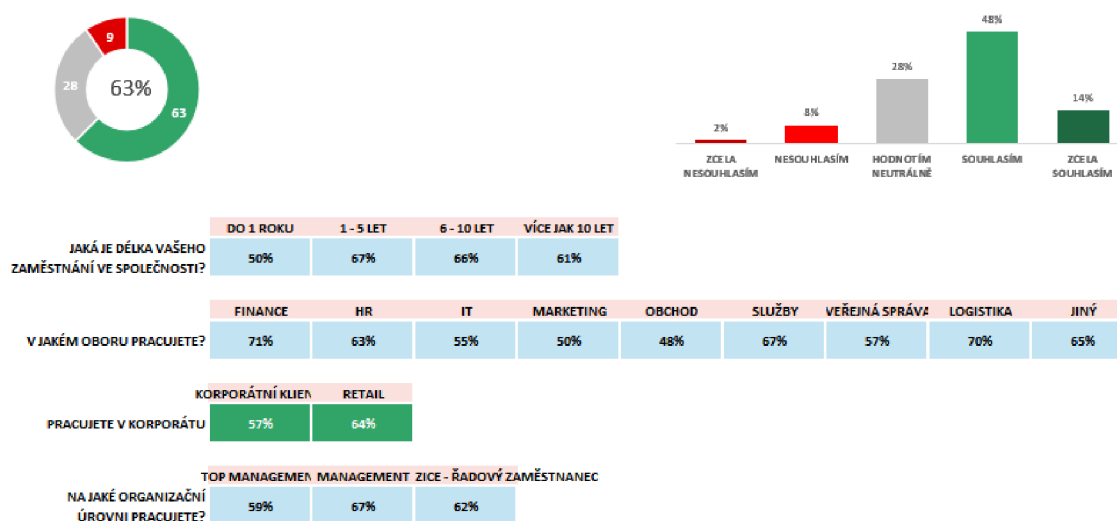 9
28
63%
63
48%
28%
14%
8%
2%
ZCELA NESOUHLASÍM
NESOUHLASÍM
HODNOTÍM NEUTRÁLNĚ
SOUHLASÍM
ZCELA SOUHLASÍM
DO 1 ROKU 1 - 5 LET 6 - 10 LET VÍCE JAK 10 LET
JAKÁ JE DÉLKA VAŠEHO
ZAMĚSTNÁNÍ VE SPOLEČNOSTI?
50% 67% 66% 61%
FINANCE HR IT MARKETING OBCHOD SLUŽBY VEŘEJNÁ SPRÁVA LOGISTIKA JINÝ
V JAKÉM OBORU PRACUJETE? 71% 63% 55% 50% 48% 67% 57% 70% 65%
KORPORÁTNÍ KLIEN RETAIL
PRACUJETE V KORPORÁTU 57% 64%
TOP MANAGEMEN MANAGEMENT ZICE - ŘADOVÝ ZAMĚSTNANEC
NA JAKÉ ORGANIZAČNÍ
ÚROVNI PRACUJETE?
59% 67% 62%